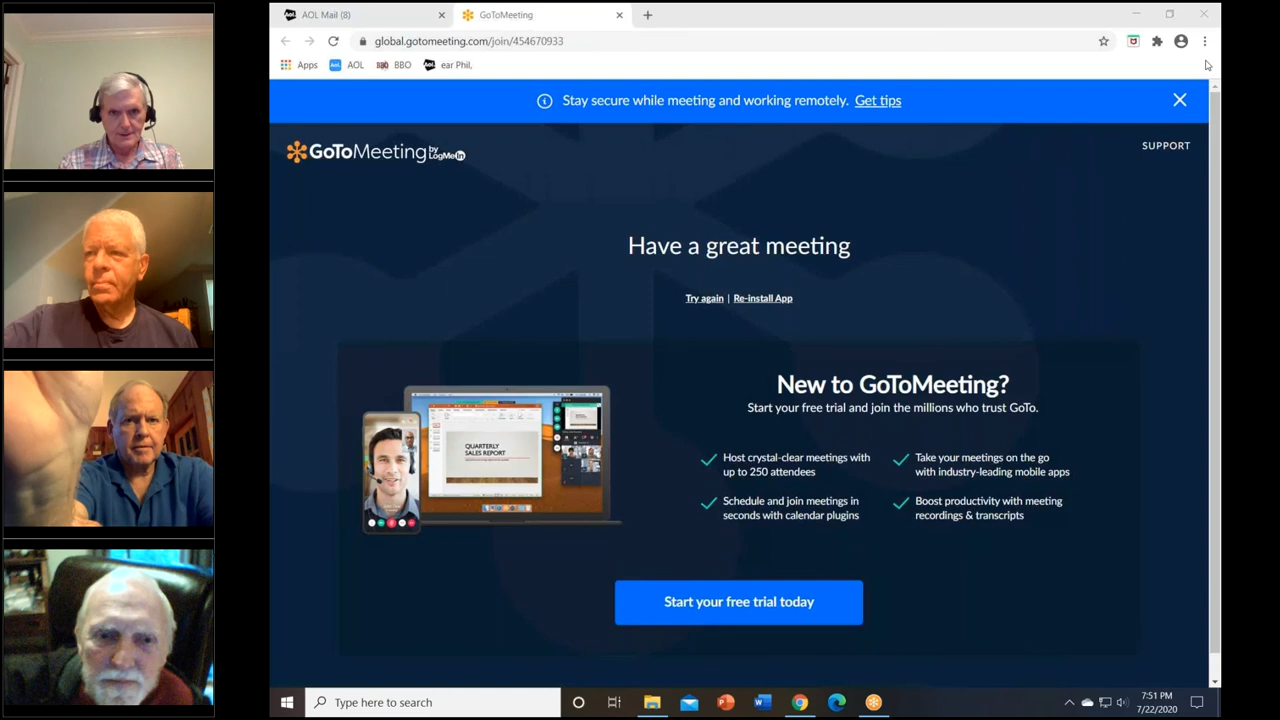 AOL Mail (8)
GoToMeeting
global.gotomeeting.com/join/454670933
Apps
AOL
BBO
ear Phil,
Stay secure while meeting and working remotely. Get tips
GoToMeeting by LogMeIn
SUPPORT
Have a great meeting
Try again | Re-install App
New to GoToMeeting?
Start your free trial and join the millions who trust GoTo.
Host crystal-clear meetings with
up to 250 attendees
Take your meetings on the go
with industry-leading mobile apps
Schedule and join meetings in
seconds with calendar plugins
Boost productivity with meeting
recordings & transcripts
QUARTERLY
SALES REPORT
Start your free trial today
Type here to search
7:51 PM
7/22/2020